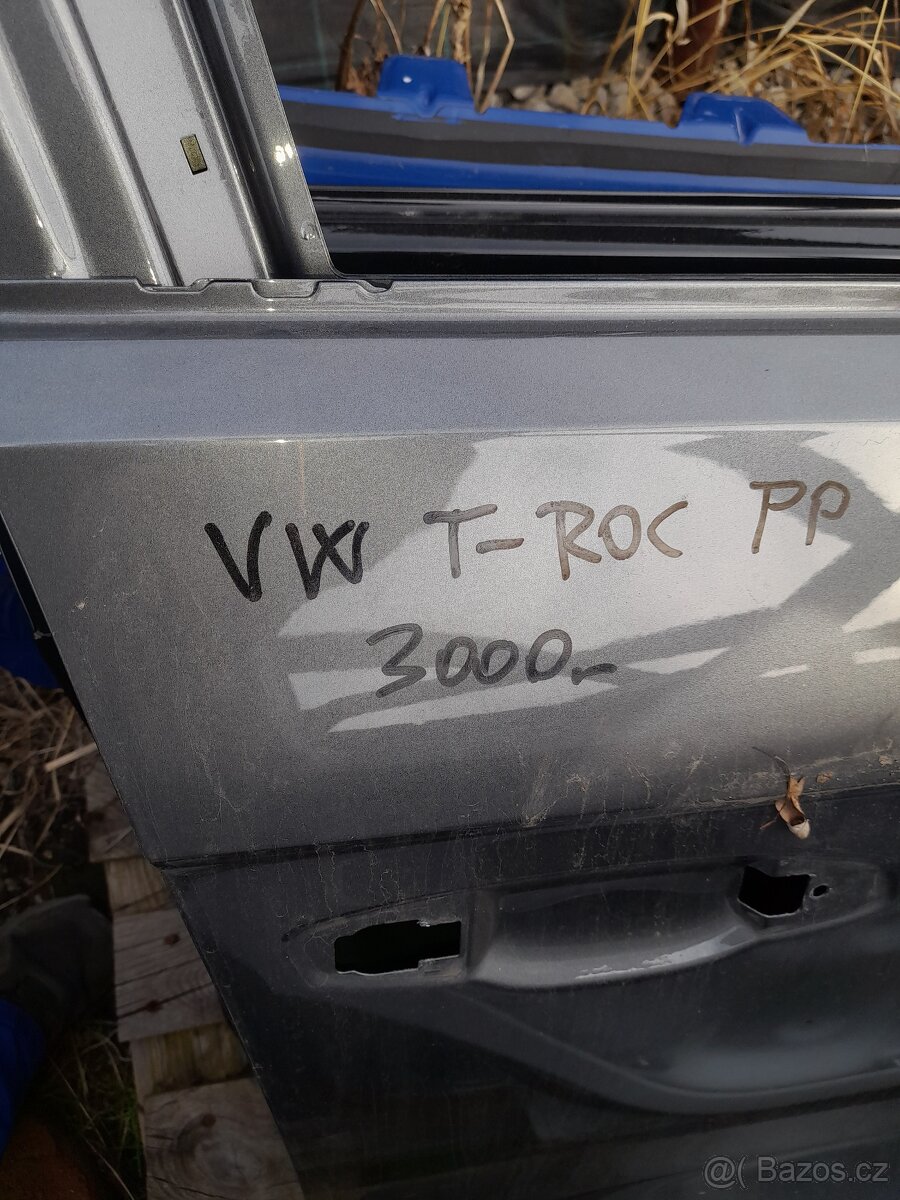 VW T-ROC PP
3000,-
@( Bazos.cz